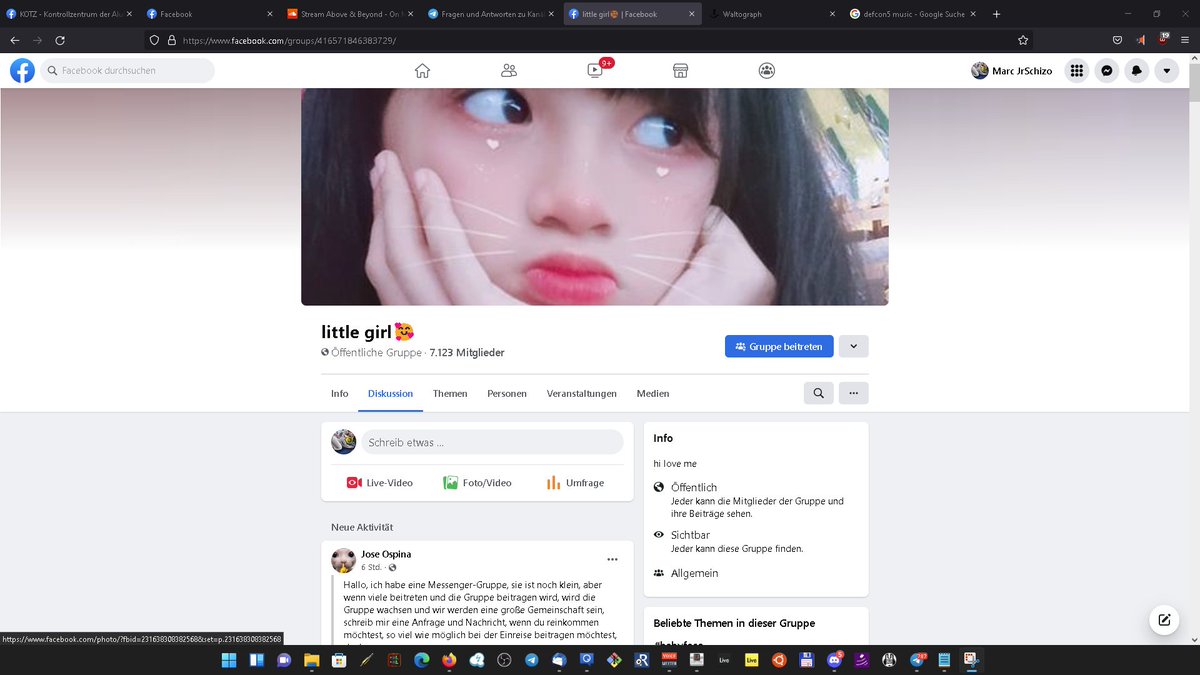 KOTZ - Kontrollzentrum der Alu
Facebook
Stream Above & Beyond - On
Fragen und Antworten zu Kanäl
little girl🥰 | Facebook
Waltograph
defcon5 music - Google Suche
https://www.facebook.com/groups/416571846383729/
19
Facebook durchsuchen
9+
Marc JrSchizo
little girl🥰
Öffentliche Gruppe · 7.123 Mitglieder
Gruppe beitreten
Info
Diskussion
Themen
Personen
Veranstaltungen
Medien
Schreib etwas ...
Live-Video
Foto/Video
Umfrage
Neue Aktivität
Jose Ospina
6 Std. ·
Hallo, ich habe eine Messenger-Gruppe, sie ist noch klein, aber
wenn viele beitreten und die Gruppe beitragen wird, wird die
Gruppe wachsen und wir werden eine große Gemeinschaft sein,
schreib mir eine Anfrage und Nachricht, wenn du reinkommen
möchtest, so viel wie möglich bei der Einreise beitragen möchtest,
Info
hi love me
Öffentlich
Jeder kann die Mitglieder der Gruppe und
ihre Beiträge sehen.
Sichtbar
Jeder kann diese Gruppe finden.
Allgemein
Beliebte Themen in dieser Gruppe
https://www.facebook.com/photo/?fbid=231638308382568&set=p.231638308382568
Live
Live